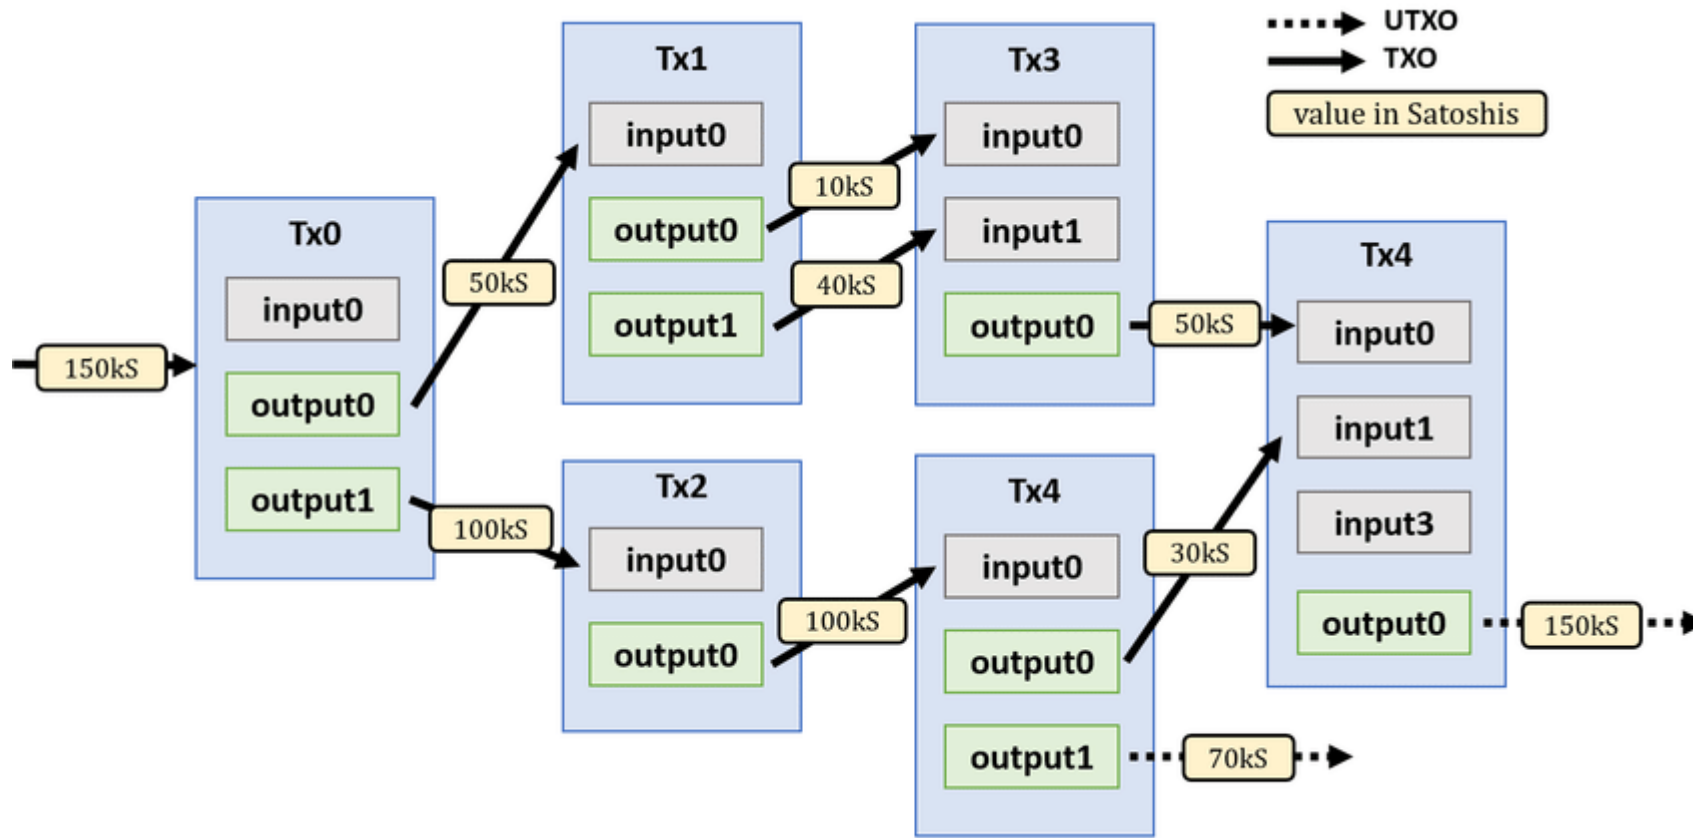 UTXO
TXO
value in Satoshis
150kS
Tx0
input0
output0
output1
50kS
100kS
Tx1
input0
output0
output1
10kS
40kS
Tx2
input0
output0
100kS
Tx3
input0
input1
output0
50kS
Tx4
input0
output0
output1
30kS
70kS
Tx4
input0
input1
input3
output0
150kS